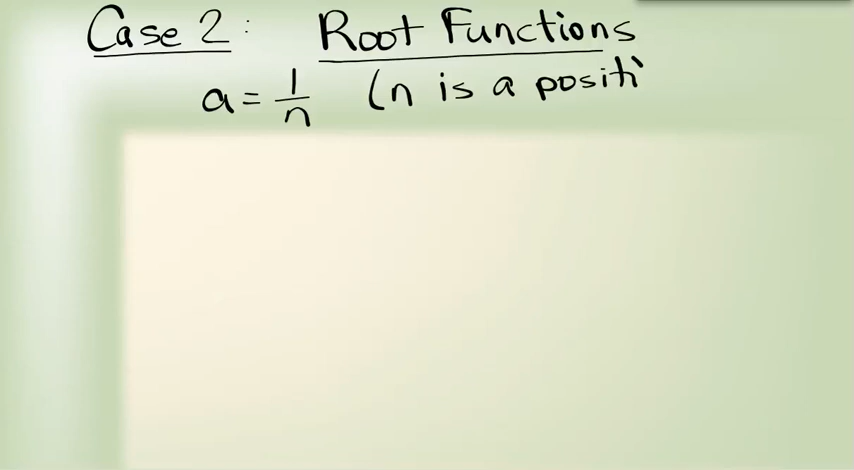 Case 2: Root Functions
a = 1/n (n is a positi